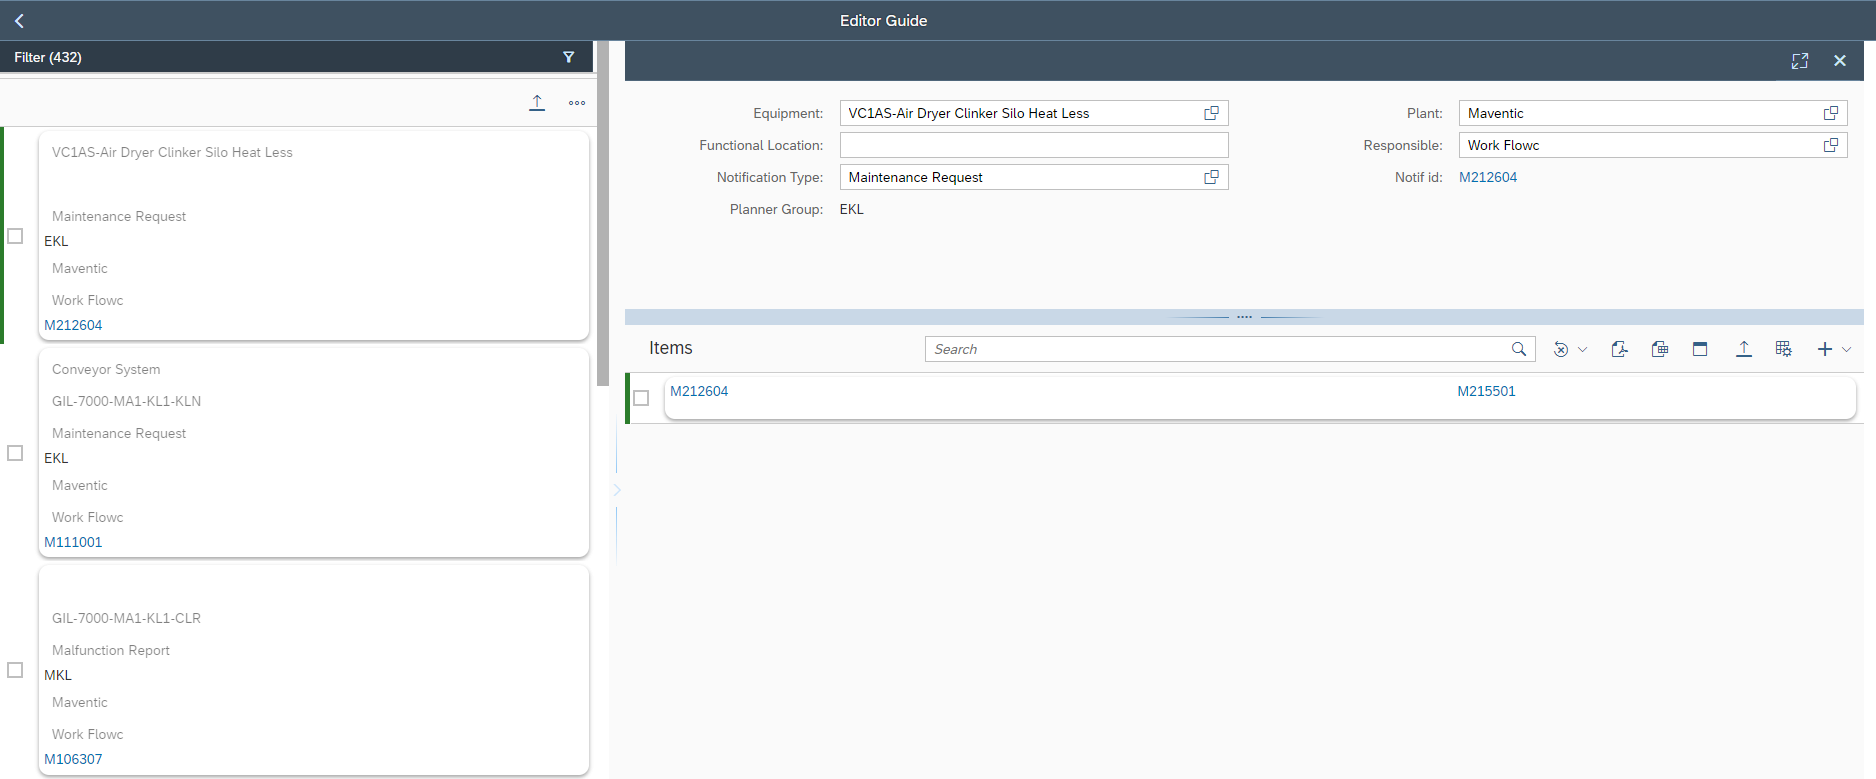 Editor Guide
Filter (432)
VC1AS-Air Dryer Clinker Silo Heat Less
Maintenance Request
EKL
Maventic
Work Flowc
M212604
Conveyor System
GIL-7000-MA1-KL1-KLN
Maintenance Request
EKL
Maventic
Work Flowc
M111001
GIL-7000-MA1-KL1-CLR
Malfunction Report
MKL
Maventic
Work Flowc
M106307
Equipment: VC1AS-Air Dryer Clinker Silo Heat Less
Functional Location:
Notification Type: Maintenance Request
Planner Group: EKL
Plant: Maventic
Responsible: Work Flowc
Notif id: M212604
Items Search
M212604 M215501